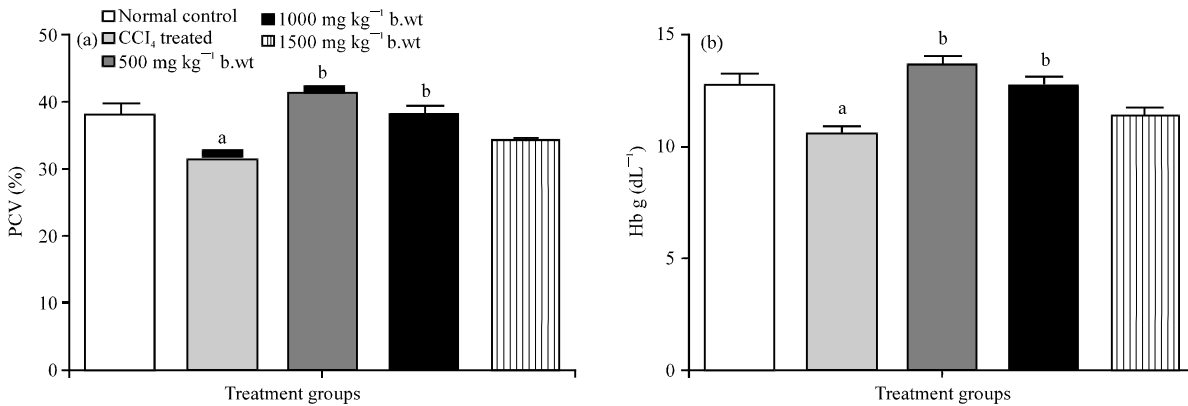 Normal control
CCI₄ treated
500 mg kg⁻¹ b.wt
1000 mg kg⁻¹ b.wt
1500 mg kg⁻¹ b.wt
(a)
50
40
30
20
10
0
PCV (%)
a
b
b
Treatment groups
(b)
15
10
5
0
Hb g (dL⁻¹)
a
b
b
Treatment groups